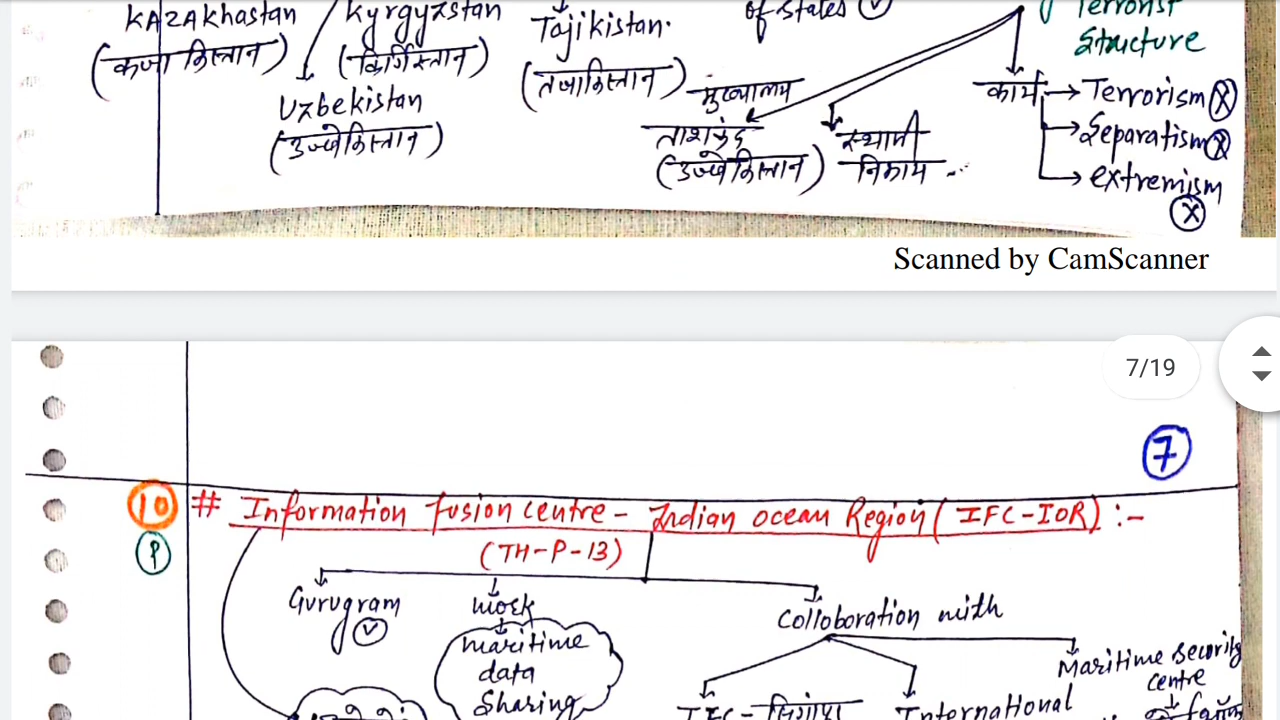 KAZAKhastan Kyrgyzstan Tajikistan. of States Terrorist
(कजाकिस्तान) (किर्गिस्तान) (तजाकिस्तान) Structure
Uzbekistan
(उज्बेकिस्तान)
मुख्यालय
ताशकंद
(उज्बेकिस्तान)
स्थायी
निकाय
कार्य → Terrorism X
→ Separatism X
→ extremism
X
Scanned by CamScanner
7/19
7
10 # Information fusion centre - Indian ocean Region (IFC-IOR) :-
P (TH-P-13)
Gurugram
work
maritime
data
Sharing
Colloboration with
IFC - सिंगापुर
International
Maritime Security
centre